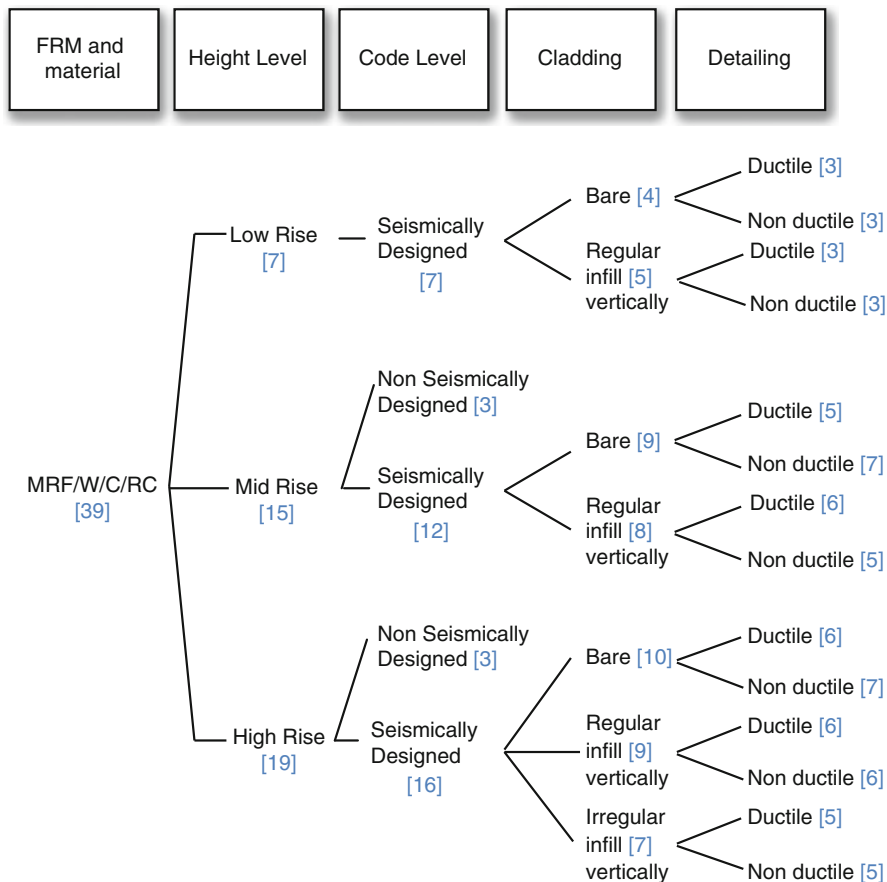 FRM and
material
Height Level
Code Level
Cladding
Detailing
MRF/W/C/RC
[39]
Low Rise
[7]
Seismically
Designed
[7]
Bare [4]
Ductile [3]
Non ductile [3]
Regular
infill [5]
vertically
Ductile [3]
Non ductile [3]
Mid Rise
[15]
Non Seismically
Designed [3]
Seismically
Designed
[12]
Bare [9]
Ductile [5]
Non ductile [7]
Regular
infill [8]
vertically
Ductile [6]
Non ductile [5]
High Rise
[19]
Non Seismically
Designed [3]
Seismically
Designed
[16]
Bare [10]
Ductile [6]
Non ductile [7]
Regular
infill [9]
vertically
Ductile [6]
Non ductile [6]
Irregular
infill [7]
vertically
Ductile [5]
Non ductile [5]